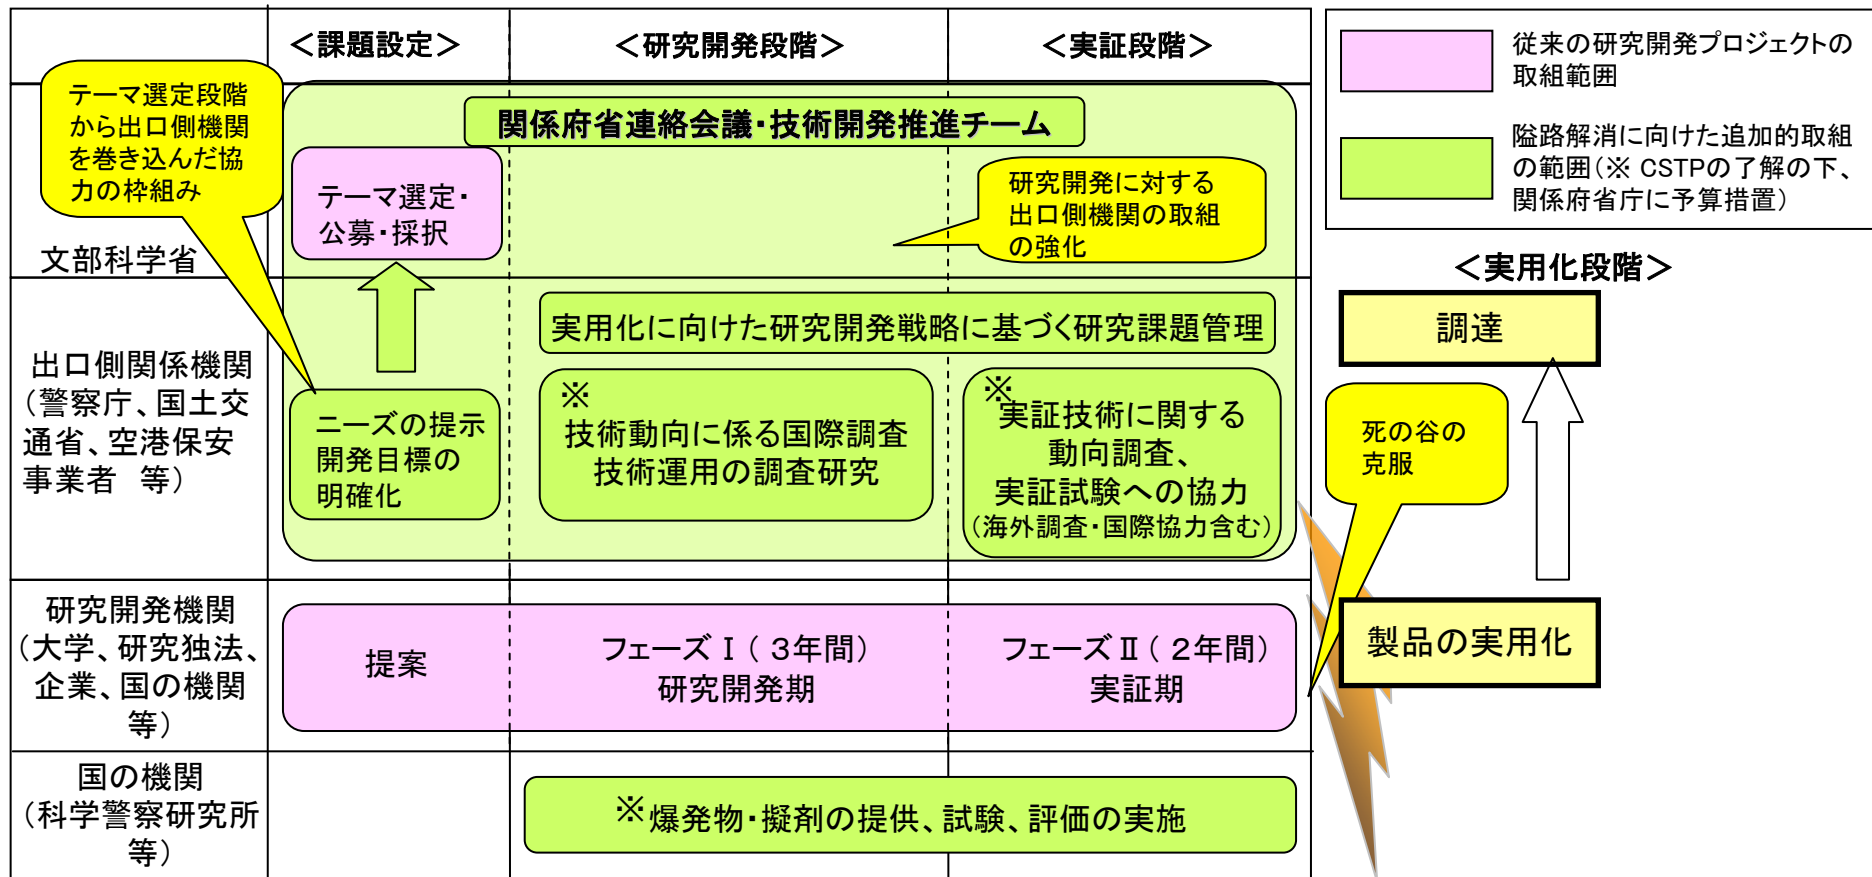 ＜課題設定＞
＜研究開発段階＞
＜実証段階＞
従来の研究開発プロジェクトの
取組範囲
隘路解消に向けた追加的取組
の範囲(※ CSTPの了解の下、
関係府省庁に予算措置)
テーマ選定段階
から出口側機関
を巻き込んだ協
力の枠組み
関係府省連絡会議・技術開発推進チーム
テーマ選定・
公募・採択
研究開発に対する
出口側機関の取組
の強化
文部科学省
＜実用化段階＞
調達
実用化に向けた研究開発戦略に基づく研究課題管理
出口側関係機関
（警察庁、国土交
通省、空港保安
事業者　等）
ニーズの提示
開発目標の
明確化
※
技術動向に係る国際調査
技術運用の調査研究
※
実証技術に関する
動向調査、
実証試験への協力
（海外調査・国際協力含む）
死の谷の
克服
製品の実用化
研究開発機関
（大学、研究独法、
企業、国の機関
等）
提案
フェーズⅠ（ ３年間）
研究開発期
フェーズⅡ（ ２年間）
実証期
国の機関
（科学警察研究所
等）
※爆発物・擬剤の提供、試験、評価の実施